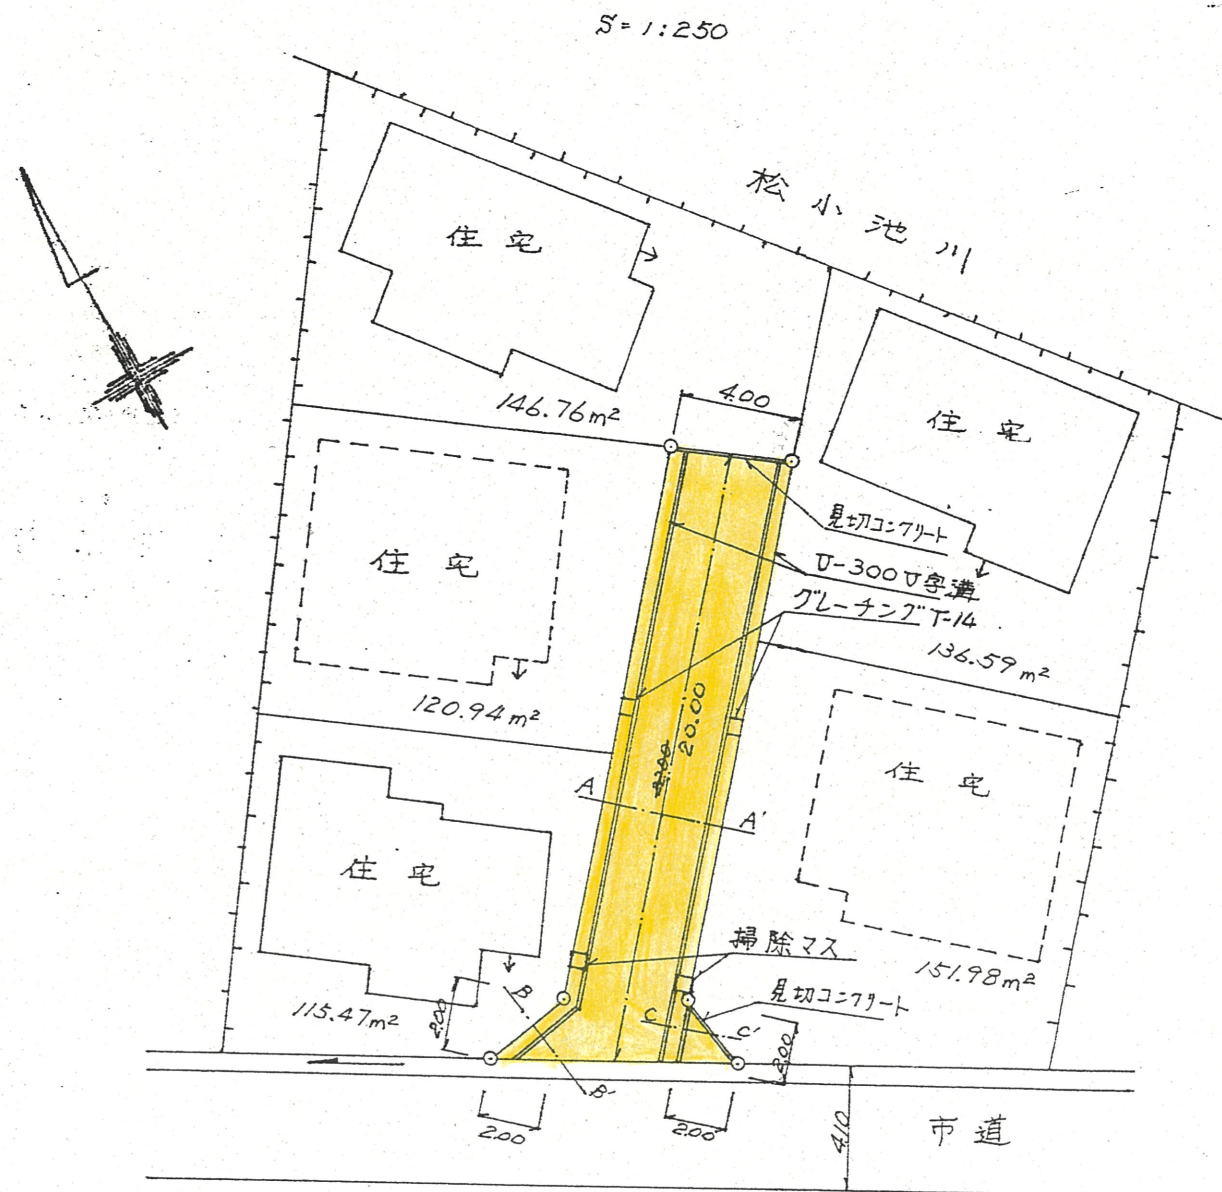 S=1:250
松小池川
住宅
146.76m²
4.00
住宅
見切コンクリート
U-300U字溝
グレーチングT-14
136.59m²
住宅
120.94m²
20.00
住宅
A
A'
住宅
掃除マス
151.98m²
見切コンクリート
B
115.47m²
2.00
C
C'
2.00
B'
2.00
2.00
4.10
市道